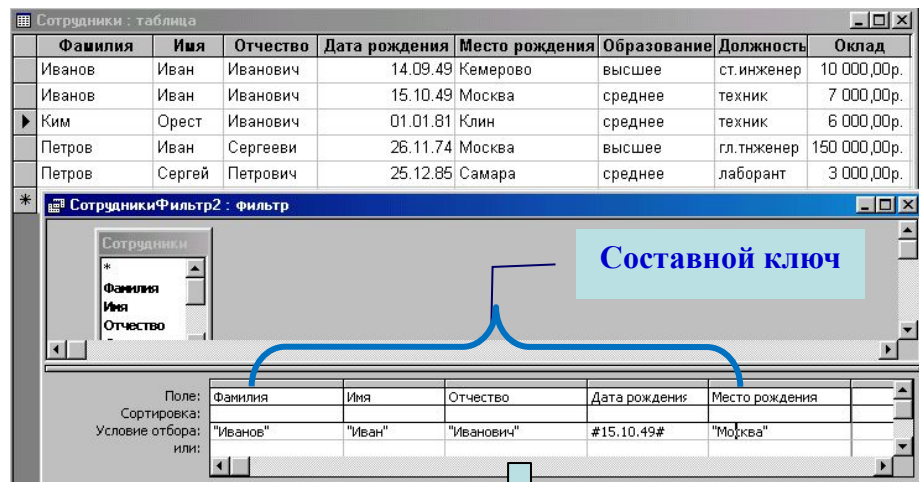 Сотрудники : таблица
Фамилия Имя Отчество Дата рождения Место рождения Образование Должность Оклад
Иванов Иван Иванович 14.09.49 Кемерово высшее ст.инженер 10 000,00р.
Иванов Иван Иванович 15.10.49 Москва среднее техник 7 000,00р.
Ким Орест Иванович 01.01.81 Клин среднее техник 6 000,00р.
Петров Иван Сергееви 26.11.74 Москва высшее гл.тнженер 150 000,00р.
Петров Сергей Петрович 25.12.85 Самара среднее лаборант 3 000,00р.
СотрудникиФильтр2 : фильтр
Сотрудники
*
Фамилия
Имя
Отчество
Составной ключ
Поле: Фамилия Имя Отчество Дата рождения Место рождения
Сортировка:
Условие отбора: "Иванов" "Иван" "Иванович" #15.10.49# "Москва"
или: